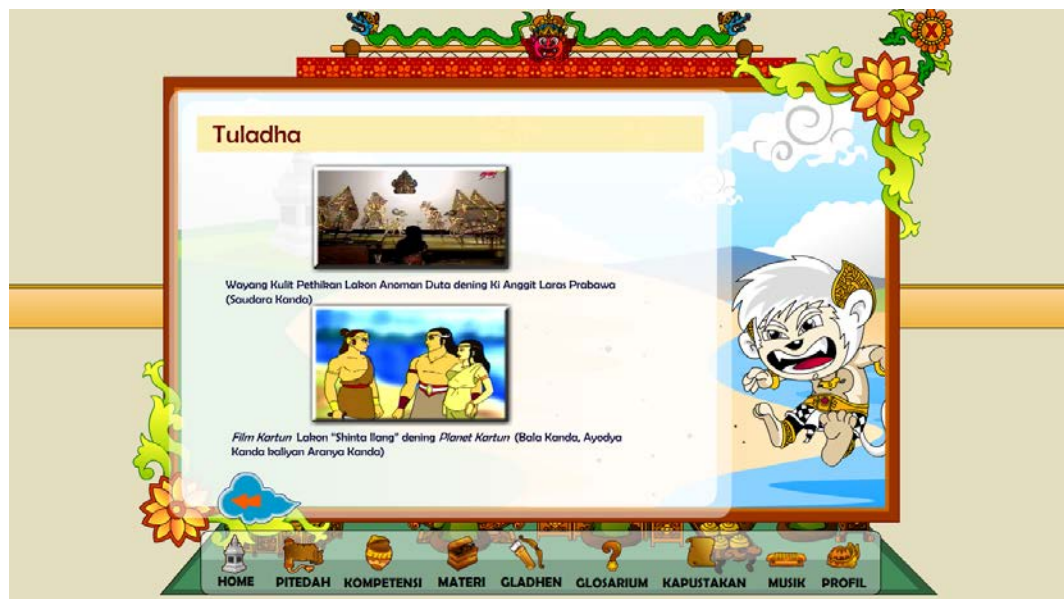 X
Tuladha
Wayang Kulit Pethikan Lakon Anoman Duta dening Ki Anggit Laras Prabawa
(Saudara Kanda)
Film Kartun Lakon "Shinta Ilang" dening Planet Kartun (Bala Kanda, Ayodya
Kanda kaliyan Aranya Kanda)
HOME PITEDAH KOMPETENSI MATERI GLADHEN GLOSARIUM KAPUSTAKAN MUSIK PROFIL